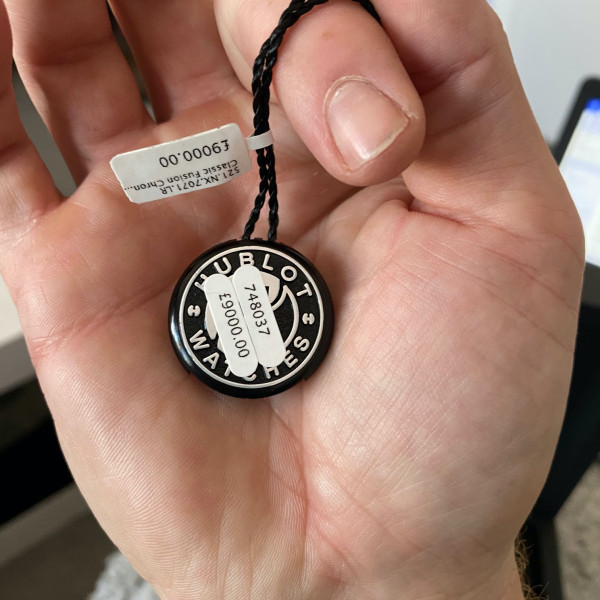 £9000.00
521.NX.7071.LR
Classic Fusion Chron...
HUBLOT
WATCHES
748037
£9000.00